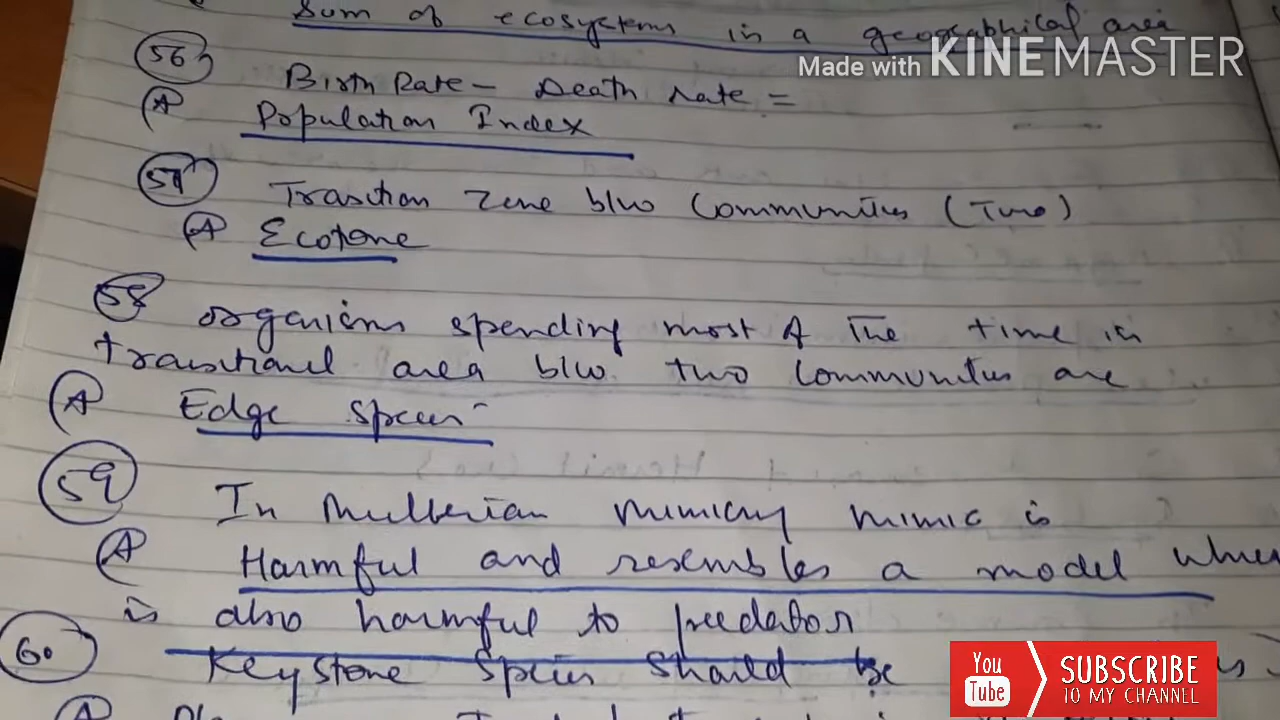 Sum of ecosystems in a geographical area
Made with KINEMASTER
56
Birth Rate - Death rate =
A Population Index
57 Transction Zone b/w Communities (Two)
A Ecotone
58 organisms spending most of The time in
transtional area b/w two communities are
A Edge Species
59 In Mullerian mimicry mimic is
A Harmful and resembles a model which
is also harmful to predator
60 Keystone Species Should be
A
You Tube SUBSCRIBE
TO MY CHANNEL